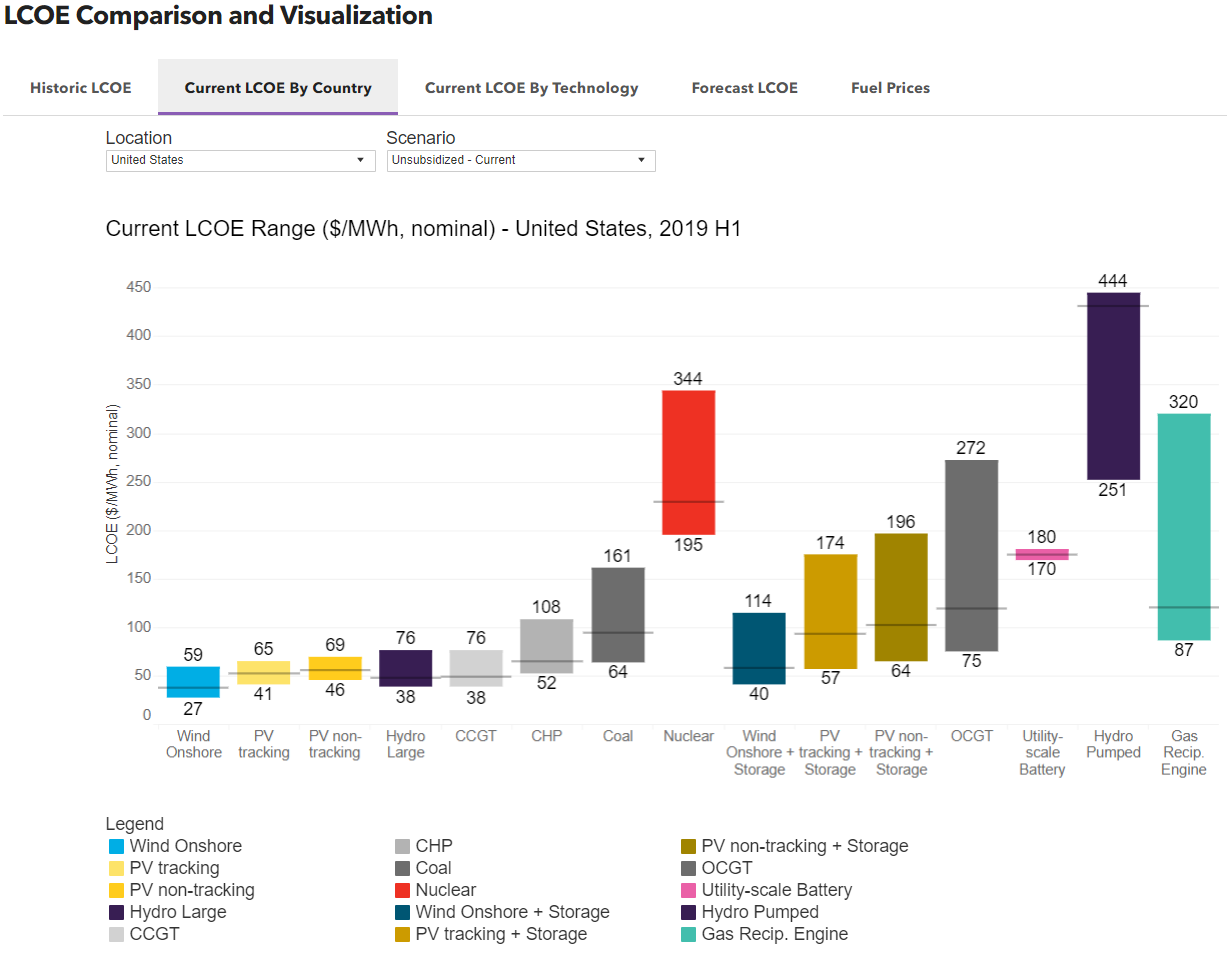 LCOE Comparison and Visualization
Historic LCOE
Current LCOE By Country
Current LCOE By Technology
Forecast LCOE
Fuel Prices
Location
Scenario
United States
Unsubsidized - Current
Current LCOE Range ($/MWh, nominal) - United States, 2019 H1
LCOE ($/MWh, nominal)
450
400
350
300
250
200
150
100
50
0
59
27
65
41
69
46
76
38
76
38
108
52
161
64
344
195
114
40
174
57
196
64
272
75
180
170
444
251
320
87
Wind
Onshore
PV
tracking
PV non-
tracking
Hydro
Large
CCGT
CHP
Coal
Nuclear
Wind
Onshore +
Storage
PV
tracking +
Storage
PV non-
tracking +
Storage
OCGT
Utility-
scale
Battery
Hydro
Pumped
Gas
Recip.
Engine
Legend
Wind Onshore
PV tracking
PV non-tracking
Hydro Large
CCGT
CHP
Coal
Nuclear
Wind Onshore + Storage
PV tracking + Storage
PV non-tracking + Storage
OCGT
Utility-scale Battery
Hydro Pumped
Gas Recip. Engine